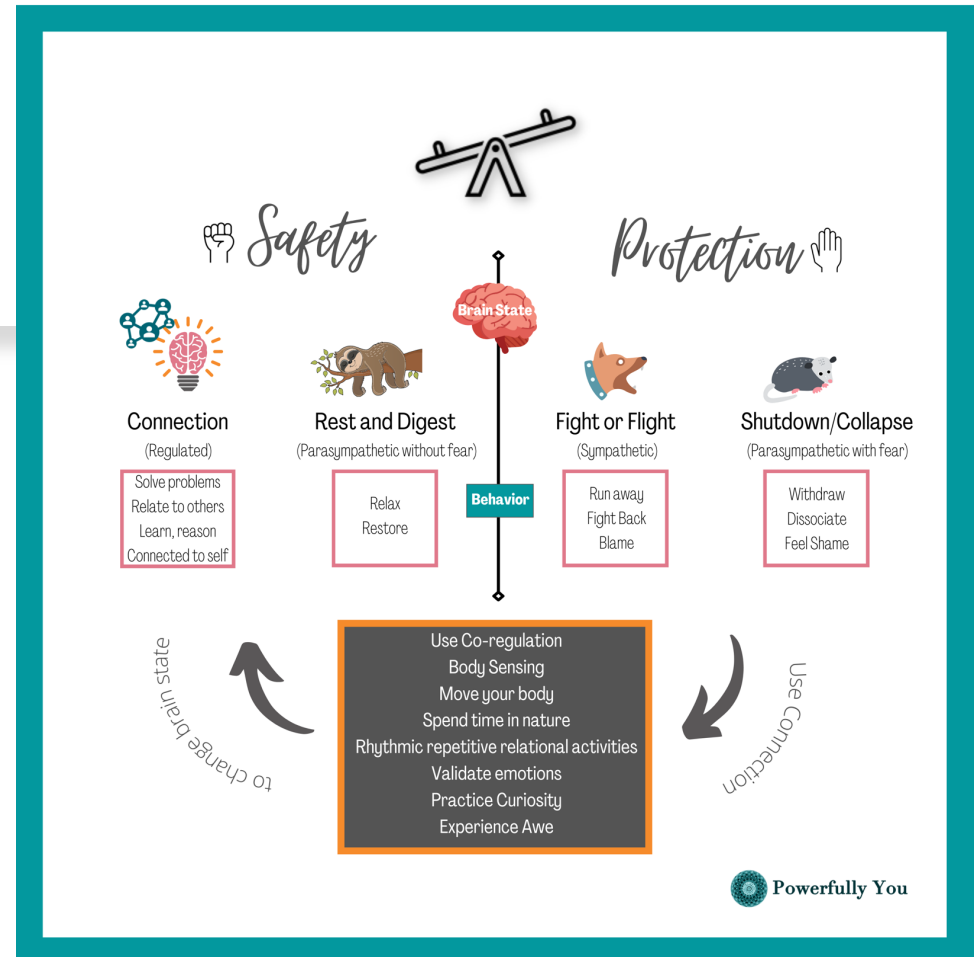 Safety
Protection
Brain State
Connection
(Regulated)
Solve problems
Relate to others
Learn, reason
Connected to self
Rest and Digest
(Parasympathetic without fear)
Relax
Restore
Behavior
Fight or Flight
(Sympathetic)
Run away
Fight Back
Blame
Shutdown/Collapse
(Parasympathetic with fear)
Withdraw
Dissociate
Feel Shame
Use Connection
Use Co-regulation
Body Sensing
Move your body
Spend time in nature
Rhythmic repetitive relational activities
Validate emotions
Practice Curiosity
Experience Awe
to change brain state
Powerfully You